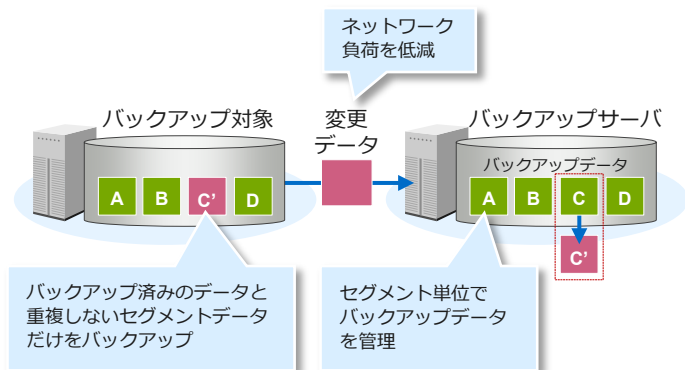 ネットワーク
負荷を低減
バックアップ対象
変更
データ
バックアップサーバ
バックアップデータ
A B C' D
A B C D
C'
バックアップ済みのデータと
重複しないセグメントデータ
だけをバックアップ
セグメント単位で
バックアップデータ
を管理